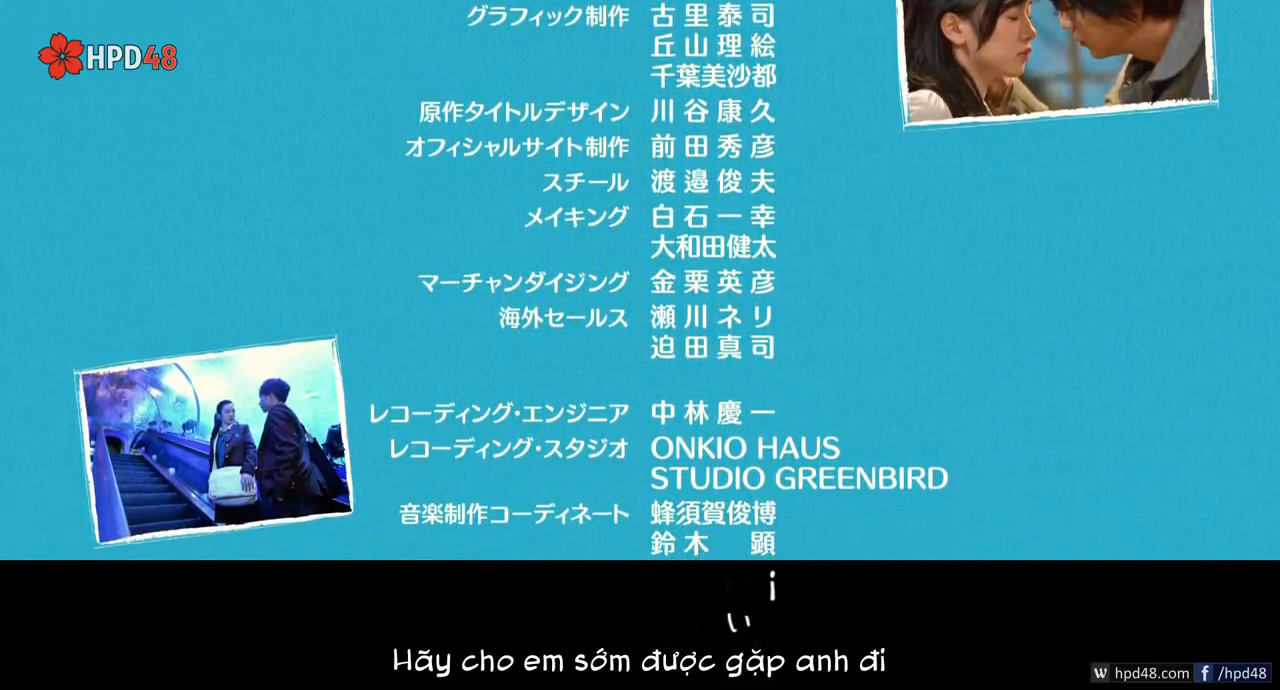 HPD48
グラフィック制作 古里泰司
丘山理絵
千葉美沙都
原作タイトルデザイン 川谷康久
オフィシャルサイト制作 前田秀彦
スチール 渡邉俊夫
メイキング 白石一幸
大和田健太
マーチャンダイジング 金栗英彦
海外セールス 瀬川ネリ
迫田真司
レコーディング・エンジニア 中林慶一
レコーディング・スタジオ ONKIO HAUS
STUDIO GREENBIRD
音楽制作コーディネート 蜂須賀俊博
鈴木 顕
i
い
Hãy cho em sớm được gặp anh đi
W hpd48.com f /hpd48